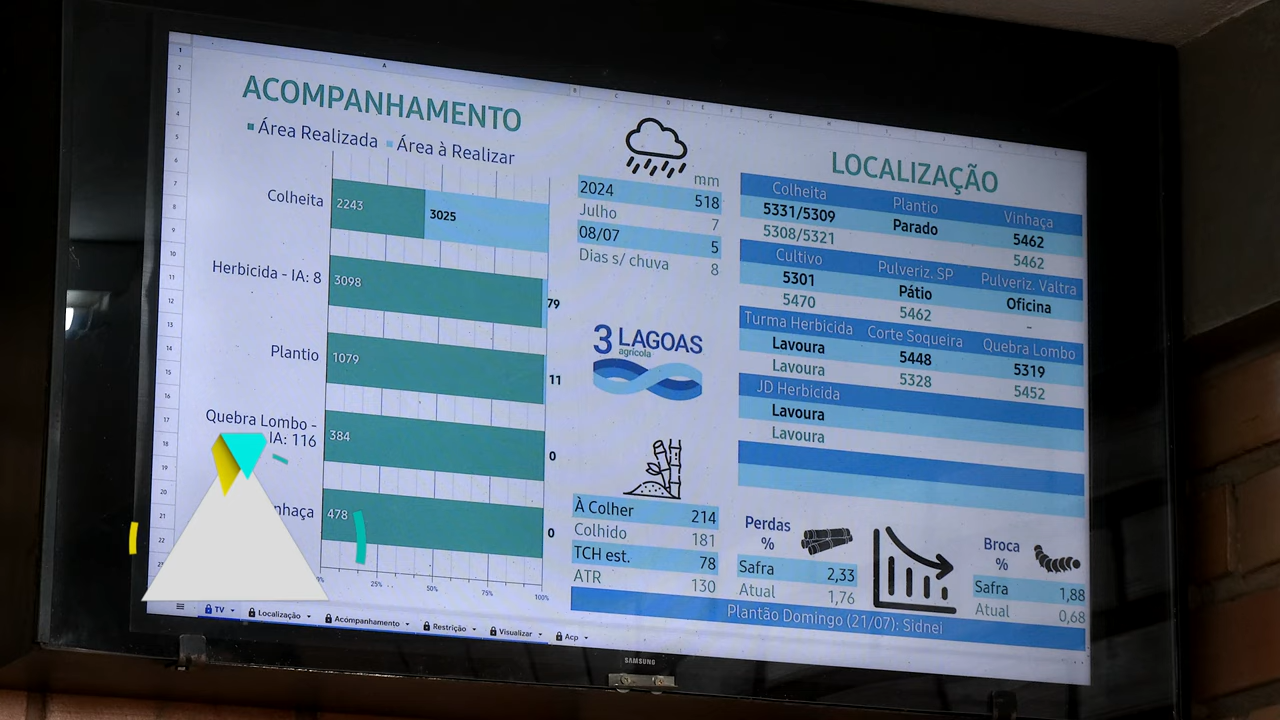 ACOMPANHAMENTO
Área Realizada Área à Realizar
Colheita 2243 3025
Herbicida - IA: 8 3098 79
Plantio 1079 11
Quebra Lombo -
IA: 116 384 0
478 0
25% 50% 75% 100%
mm
2024 518
Julho 7
08/07 5
Dias s/ chuva 8
3 LAGOAS
agrícola
À Colher 214
Colhido 181
TCH est. 78
ATR 130
LOCALIZAÇÃO
Colheita Plantio Vinhaça
5331/5309 Parado 5462
5308/5321 5462
Cultivo Pulveriz. SP Pulveriz. Valtra
5301 Pátio Oficina
5470 5462 -
Turma Herbicida Corte Soqueira Quebra Lombo
Lavoura 5448 5319
Lavoura 5328 5452
JD Herbicida
Lavoura
Lavoura
Perdas
%
Safra 2,33
Atual 1,76
Broca
%
Safra 1,88
Atual 0,68
Plantão Domingo (21/07): Sidnei
TV Localização Acompanhamento Restrição Visualizar Acp
SAMSUNG